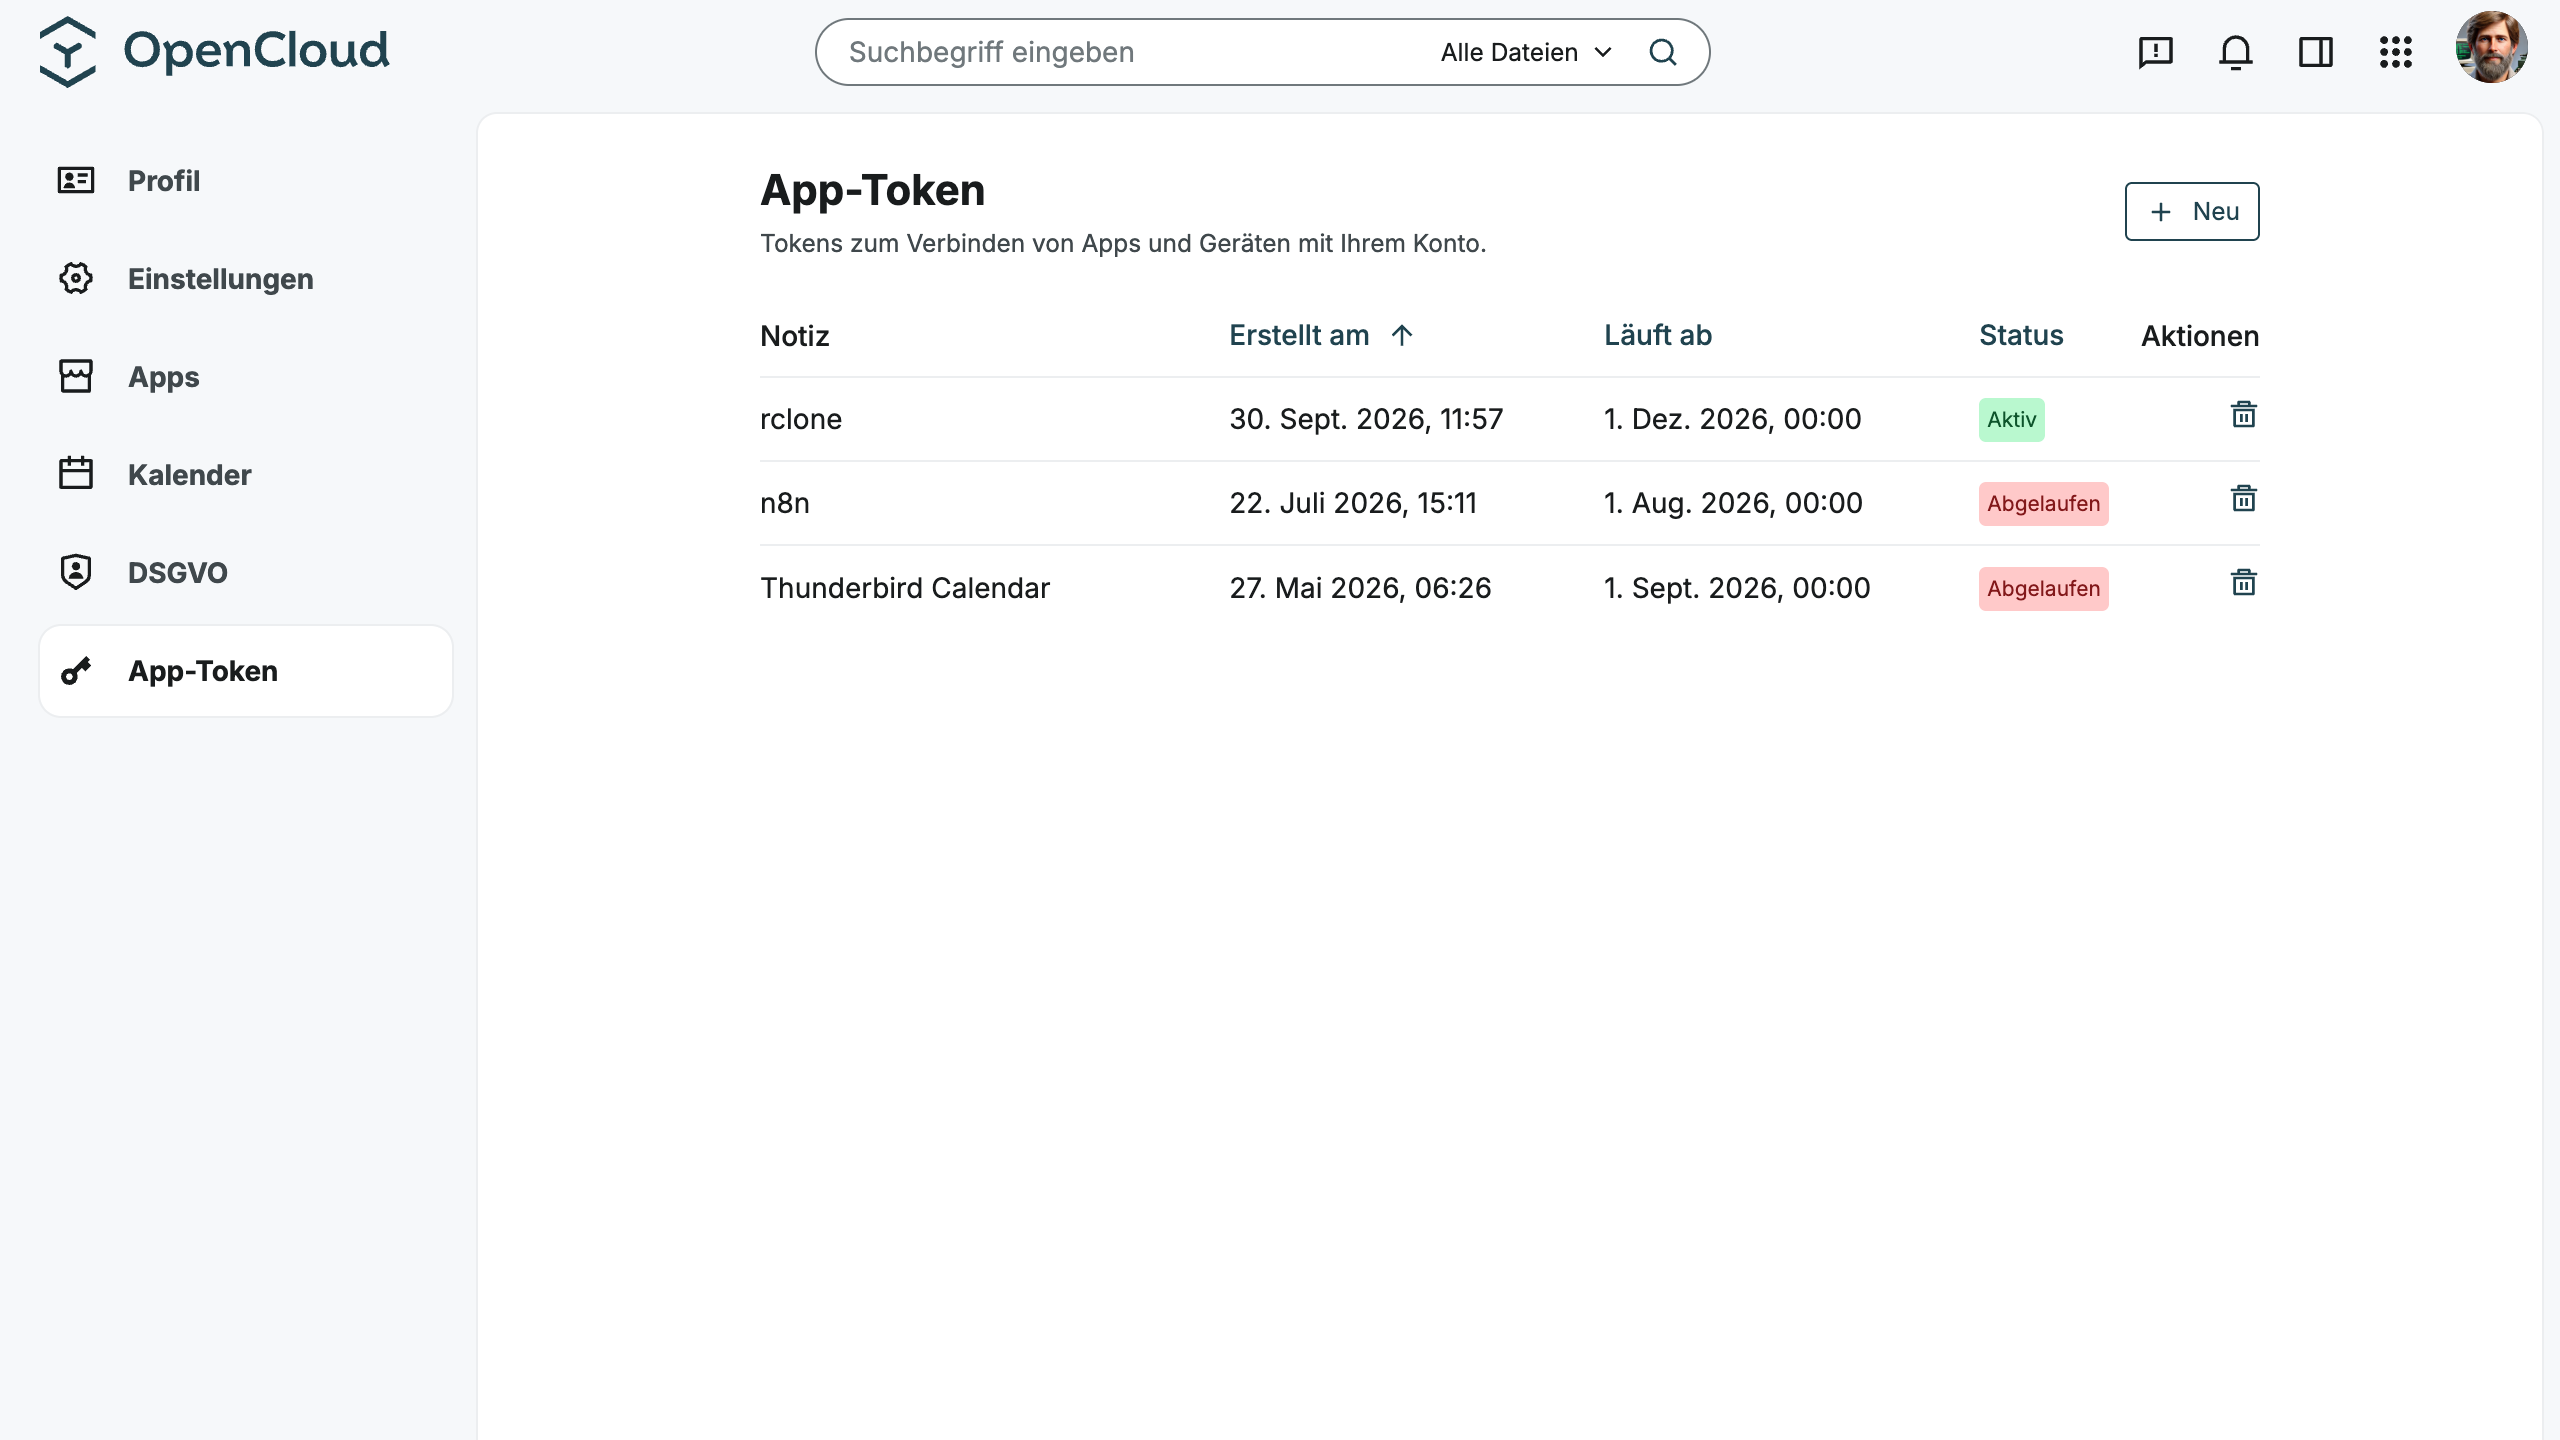 OpenCloud
Suchbegriff eingeben
Alle Dateien
Profil
Einstellungen
Apps
Kalender
DSGVO
App-Token
App-Token
Tokens zum Verbinden von Apps und Geräten mit Ihrem Konto.
Neu
Notiz Erstellt am Läuft ab Status Aktionen
rclone 30. Sept. 2026, 11:57 1. Dez. 2026, 00:00 Aktiv
n8n 22. Juli 2026, 15:11 1. Aug. 2026, 00:00 Abgelaufen
Thunderbird Calendar 27. Mai 2026, 06:26 1. Sept. 2026, 00:00 Abgelaufen